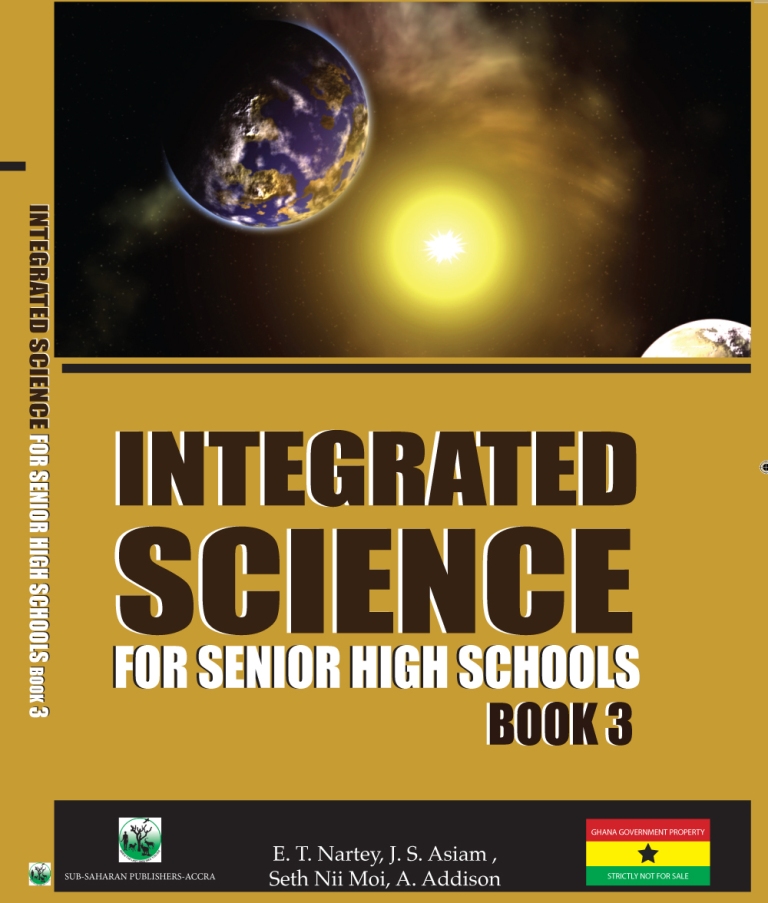 INTEGRATED SCIENCE FOR SENIOR HIGH SCHOOLS BOOK 3
INTEGRATED
SCIENCE
FOR SENIOR HIGH SCHOOLS
BOOK 3
SUB-SAHARAN PUBLISHERS-ACCRA
E. T. Nartey, J. S. Asiam ,
Seth Nii Moi, A. Addison
GHANA GOVERNMENT PROPERTY
STRICTLY NOT FOR SALE